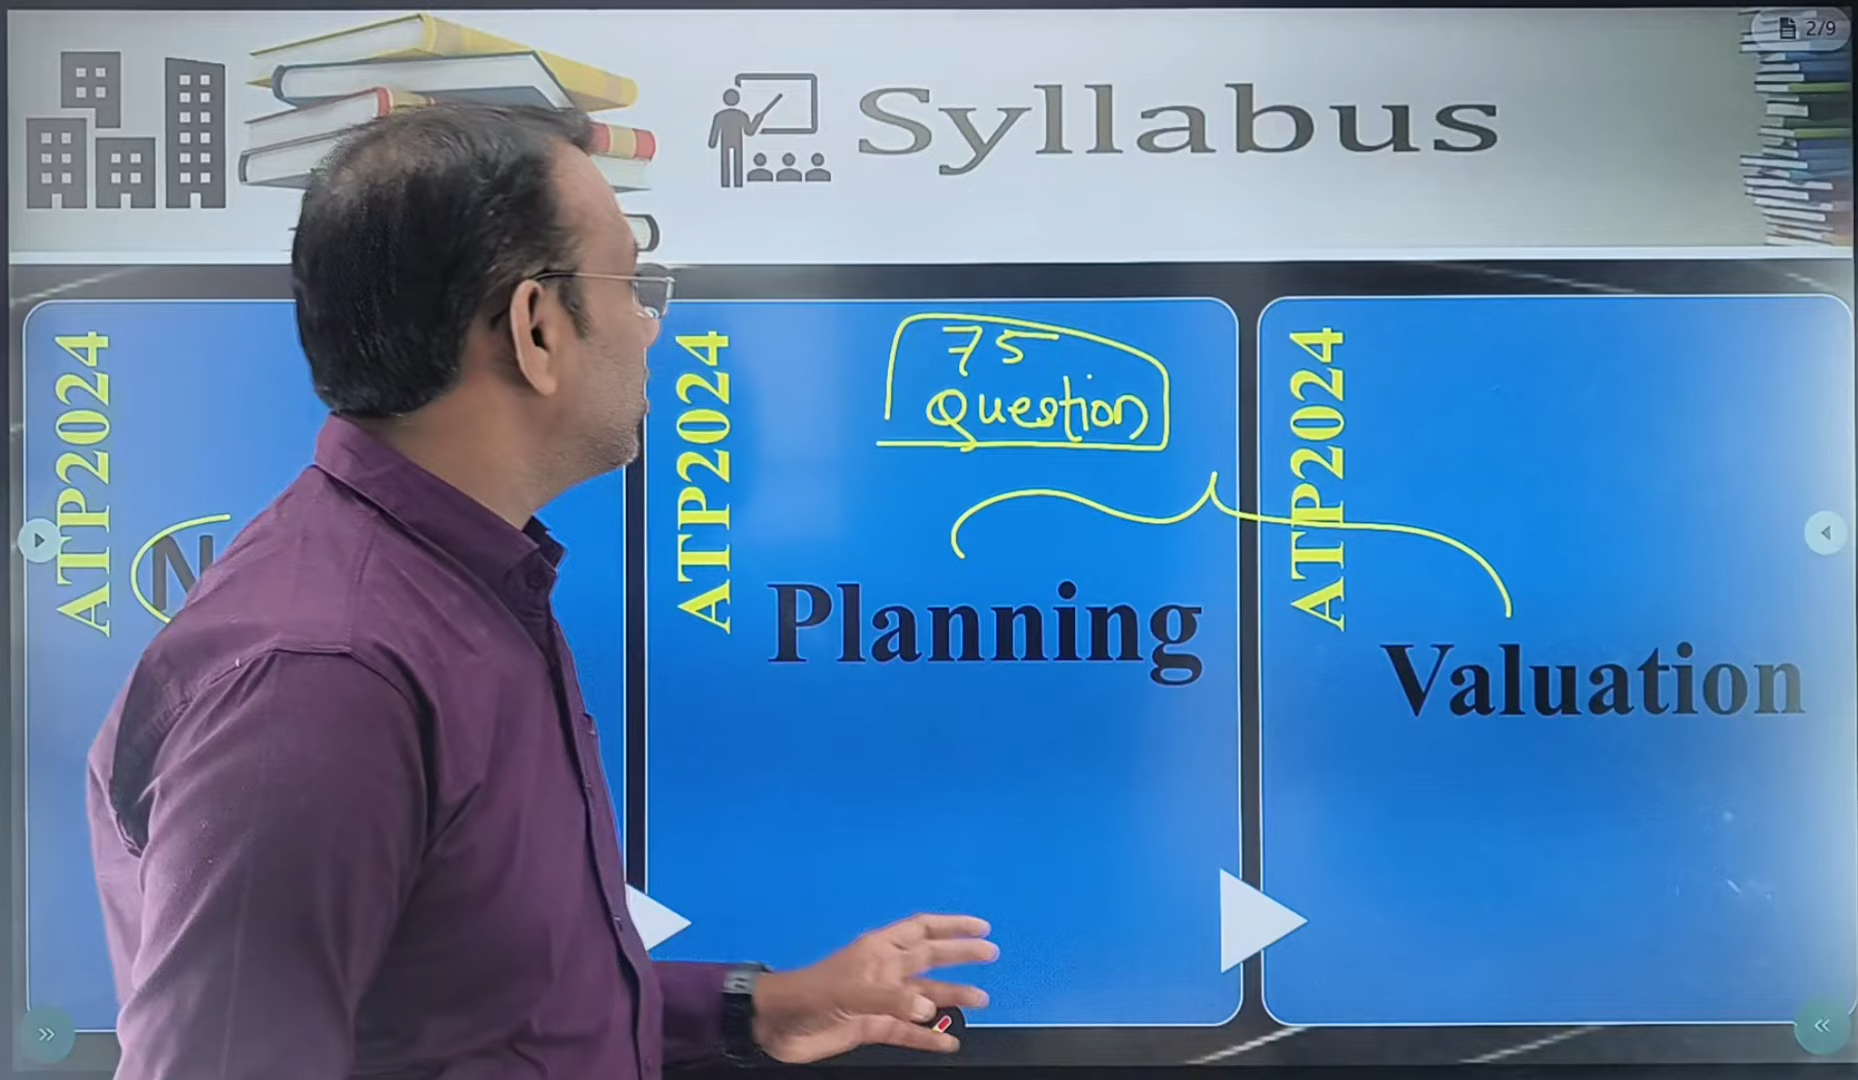 2/9
Syllabus
ATP2024
N
ATP2024
75
Question
Planning
ATP2024
Valuation